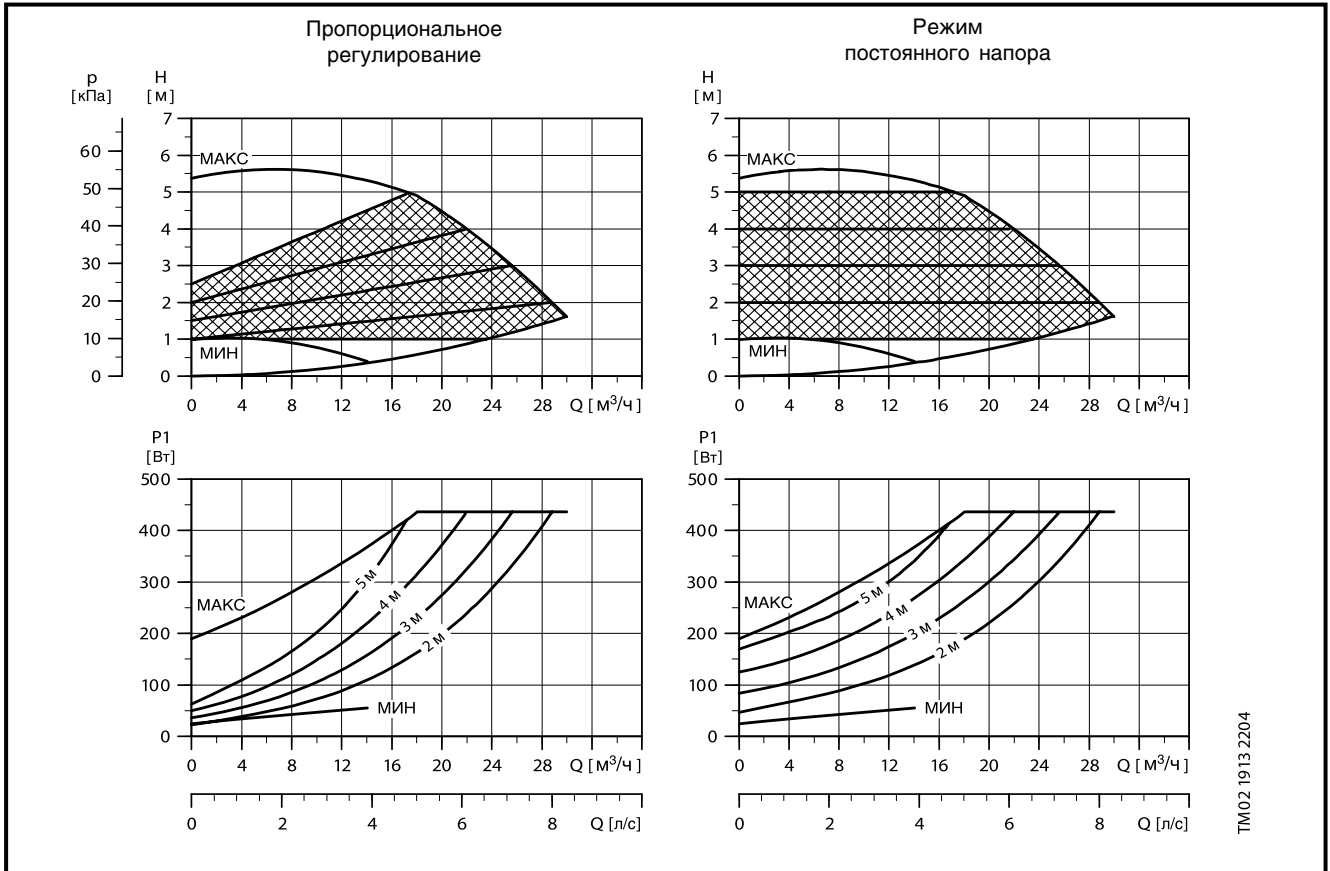 Пропорциональное
регулирование
Режим
постоянного напора
p
[кПа]
H
[м]
7
6
5
4
3
2
1
0
60
50
40
30
20
10
0
МАКС
МИН
0 4 8 12 16 20 24 28 Q [м³/ч]
H
[м]
7
6
5
4
3
2
1
0
МАКС
МИН
0 4 8 12 16 20 24 28 Q [м³/ч]
P1
[Вт]
500
400
300
200
100
0
МАКС
5 м
4 м
3 м
2 м
МИН
0 4 8 12 16 20 24 28 Q [м³/ч]
0 2 4 6 8 Q [л/с]
P1
[Вт]
500
400
300
200
100
0
МАКС
5 м
4 м
3 м
2 м
МИН
0 4 8 12 16 20 24 28 Q [м³/ч]
0 2 4 6 8 Q [л/с]
TM02 1913 2204